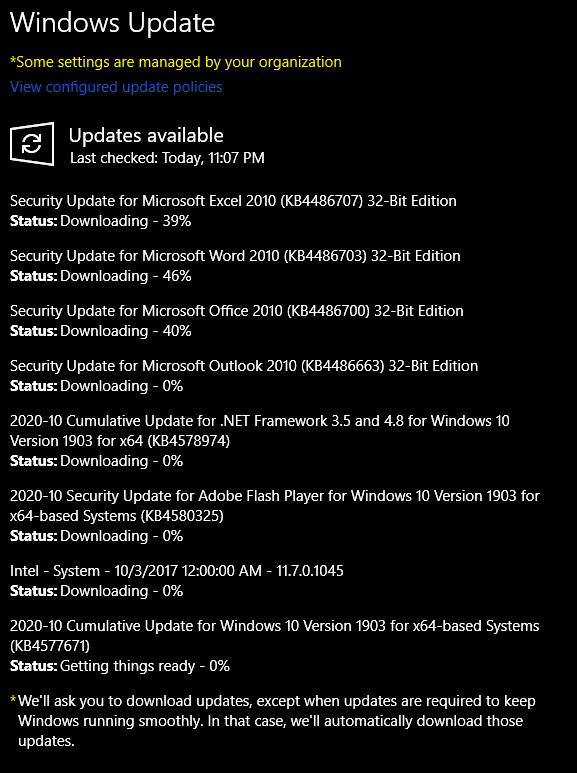 Windows Update
*Some settings are managed by your organization
View configured update policies
Updates available
Last checked: Today, 11:07 PM
Security Update for Microsoft Excel 2010 (KB4486707) 32-Bit Edition
Status: Downloading - 39%
Security Update for Microsoft Word 2010 (KB4486703) 32-Bit Edition
Status: Downloading - 46%
Security Update for Microsoft Office 2010 (KB4486700) 32-Bit Edition
Status: Downloading - 40%
Security Update for Microsoft Outlook 2010 (KB4486663) 32-Bit Edition
Status: Downloading - 0%
2020-10 Cumulative Update for .NET Framework 3.5 and 4.8 for Windows 10
Version 1903 for x64 (KB4578974)
Status: Downloading - 0%
2020-10 Security Update for Adobe Flash Player for Windows 10 Version 1903 for
x64-based Systems (KB4580325)
Status: Downloading - 0%
Intel - System - 10/3/2017 12:00:00 AM - 11.7.0.1045
Status: Downloading - 0%
2020-10 Cumulative Update for Windows 10 Version 1903 for x64-based Systems
(KB4577671)
Status: Getting things ready - 0%
*We'll ask you to download updates, except when updates are required to keep
Windows running smoothly. In that case, we'll automatically download those
updates.